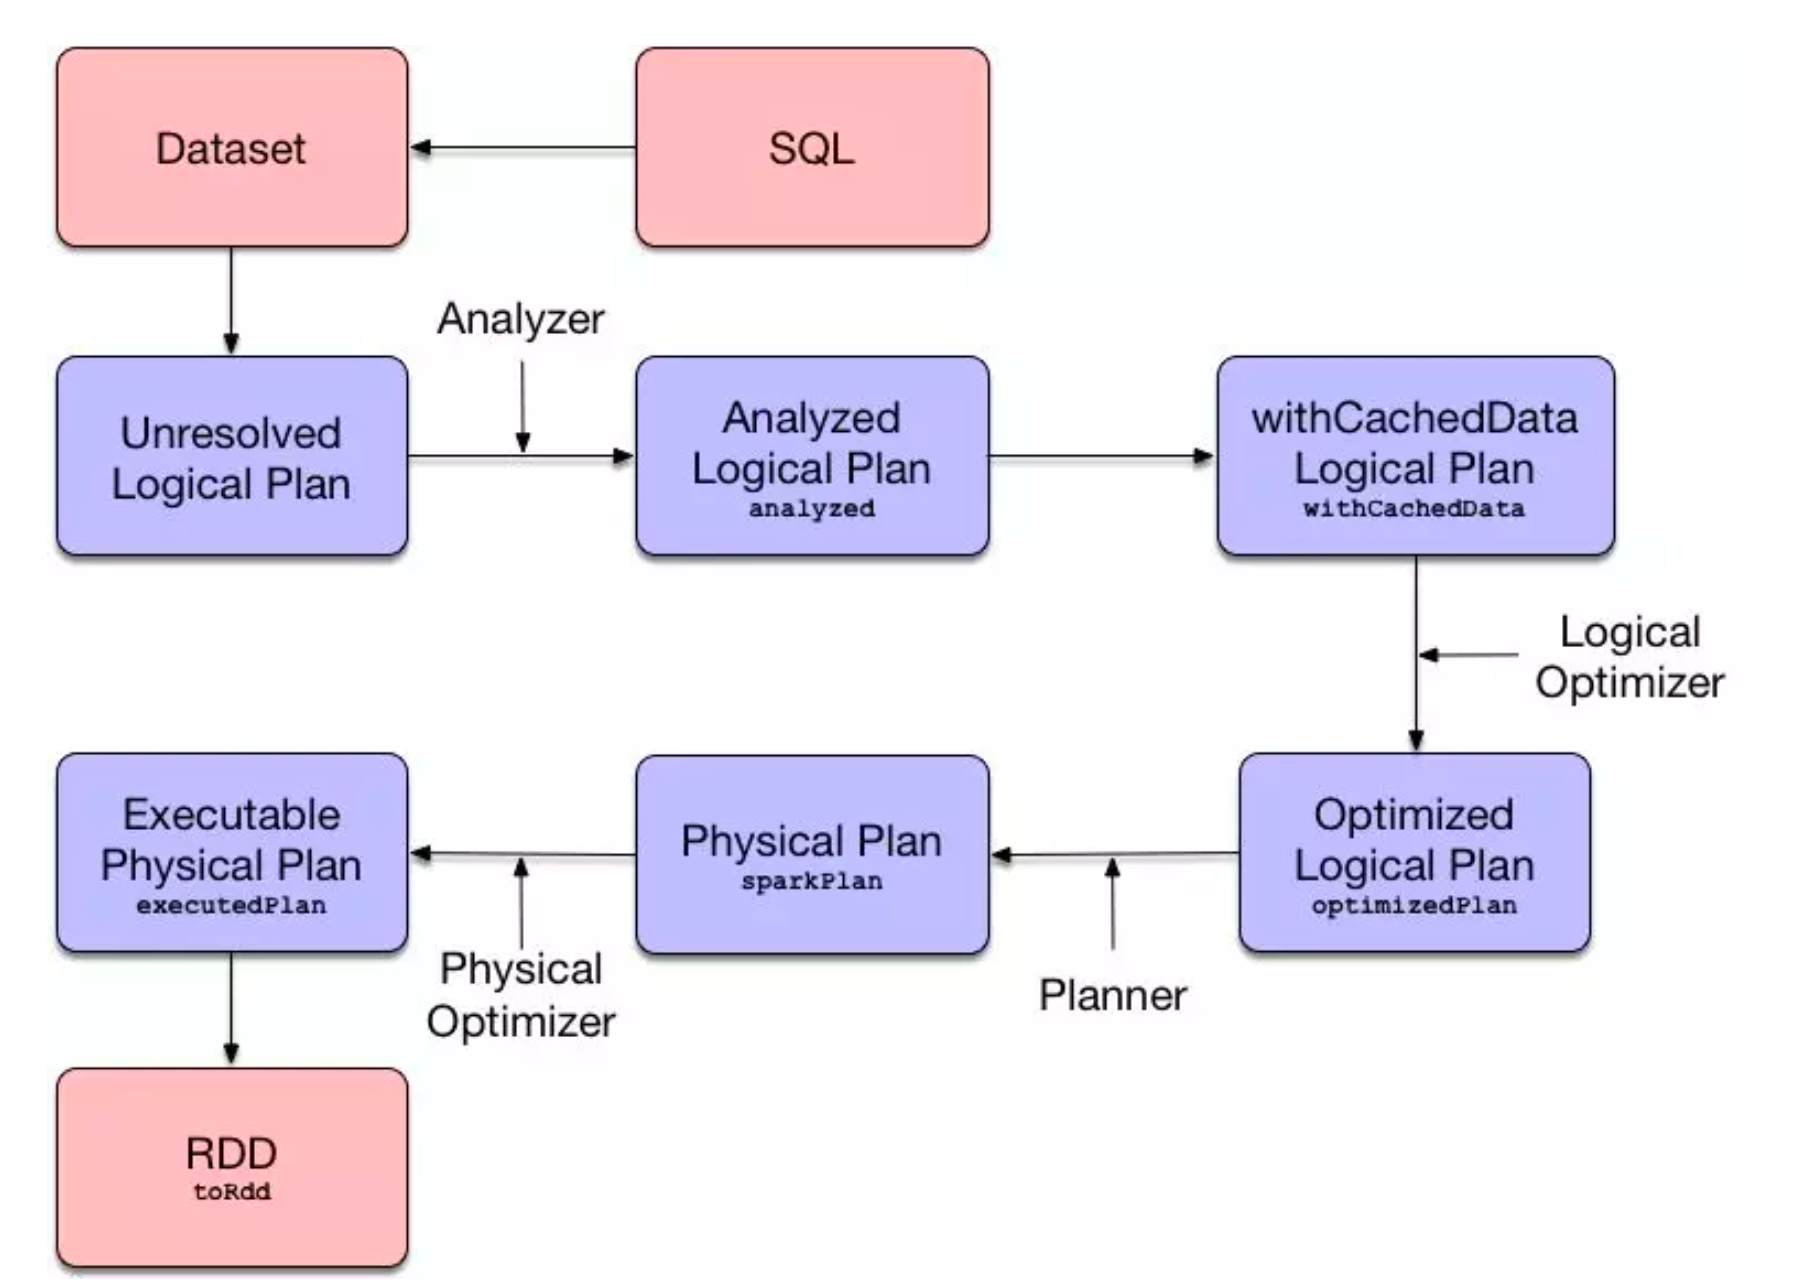 Dataset
SQL
Analyzer
Unresolved
Logical Plan
Analyzed
Logical Plan
analyzed
withCachedData
Logical Plan
withCachedData
Logical
Optimizer
Executable
Physical Plan
executedPlan
Physical Plan
sparkPlan
Optimized
Logical Plan
optimizedPlan
Physical
Optimizer
Planner
RDD
toRdd